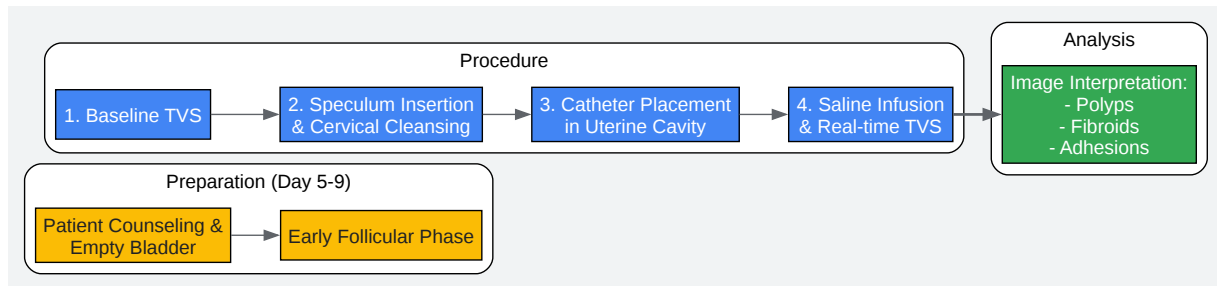 Procedure
1. Baseline TVS
2. Speculum Insertion
& Cervical Cleansing
3. Catheter Placement
in Uterine Cavity
4. Saline Infusion
& Real-time TVS
Analysis
Image Interpretation:
- Polyps
- Fibroids
- Adhesions
Preparation (Day 5-9)
Patient Counseling &
Empty Bladder
Early Follicular Phase